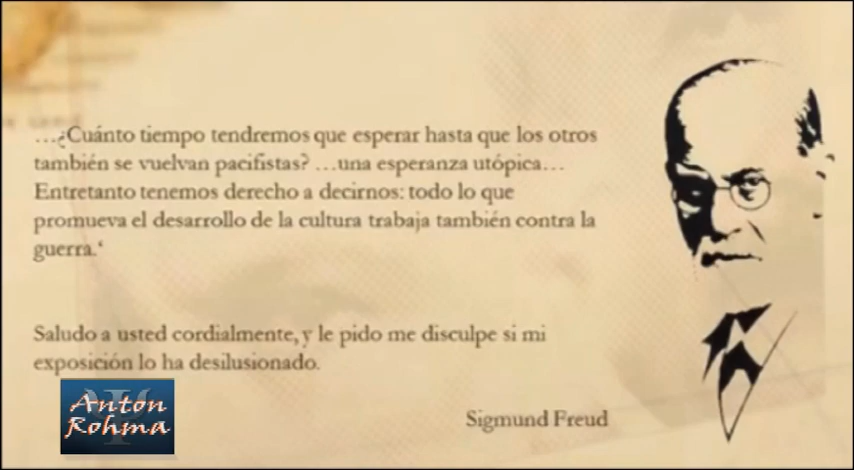 …¿Cuánto tiempo tendremos que esperar hasta que los otros
también se vuelvan pacifistas? …una esperanza utópica…
Entretanto tenemos derecho a decirnos: todo lo que
promueva el desarrollo de la cultura trabaja también contra la
guerra.‘
Saludo a usted cordialmente, y le pido me disculpe si mi
exposición lo ha desilusionado.
Anton
Rohma
Sigmund Freud